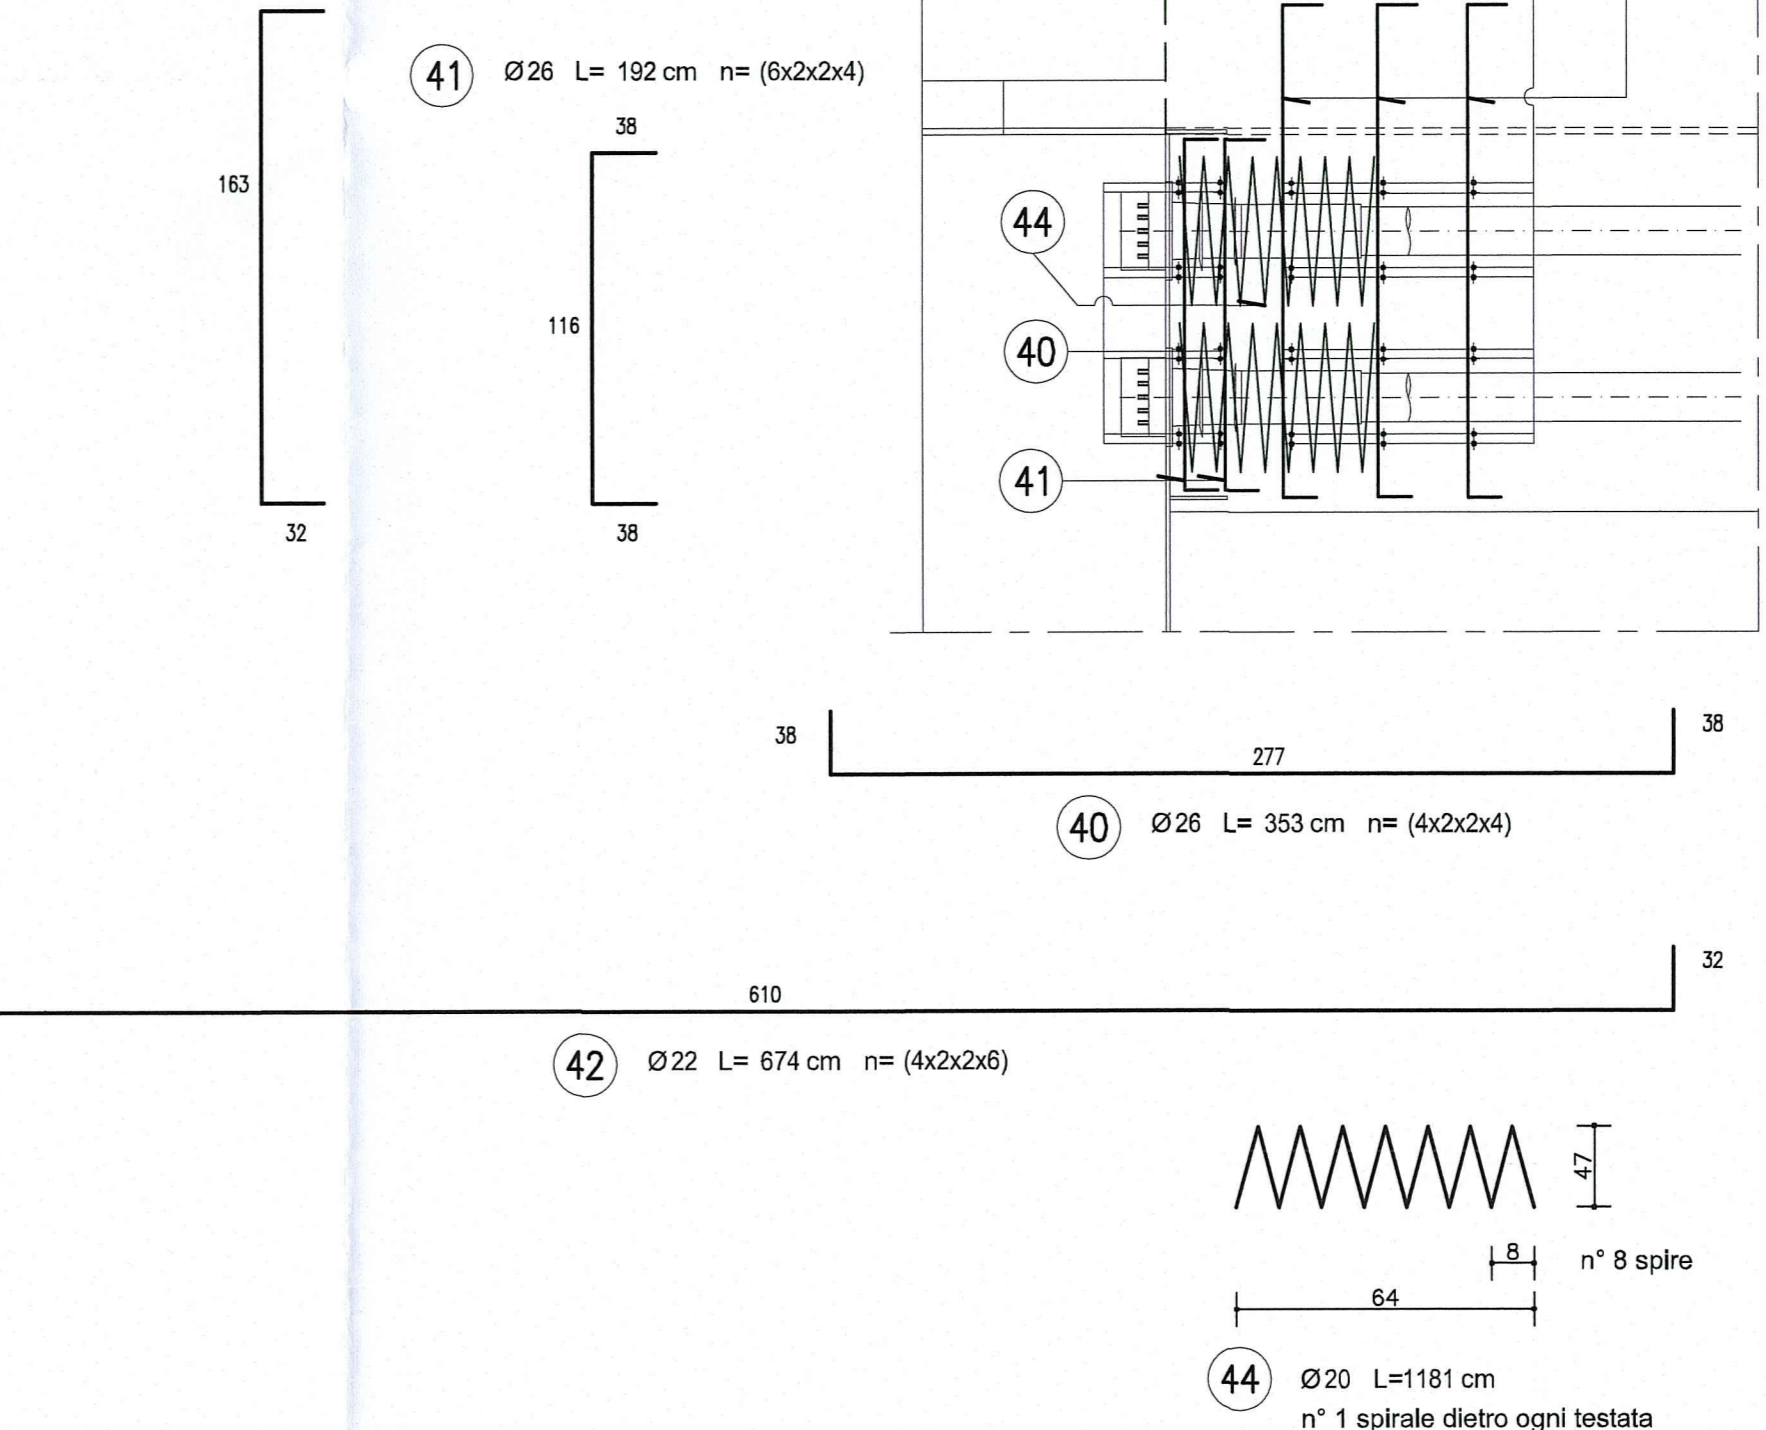 163
32
41 Ø26 L= 192 cm n= (6x2x2x4)
38
116
38
44
40
41
38
277
38
40 Ø26 L= 353 cm n= (4x2x2x4)
610
32
42 Ø22 L= 674 cm n= (4x2x2x6)
47
8
n° 8 spire
64
44 Ø20 L=1181 cm
n° 1 spirale dietro ogni testata